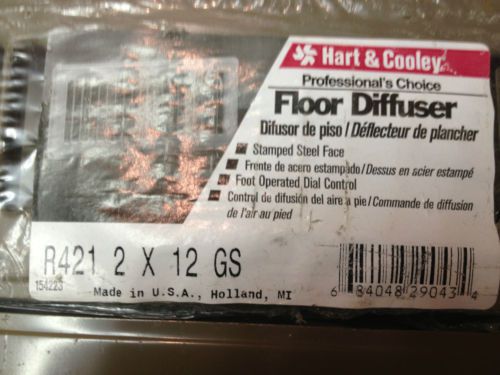 Hart & Cooley
Professional's Choice
Floor Diffuser
Difusor de piso / Déflecteur de plancher
Stamped Steel Face
Frente de acero estampado / Dessus en acier estampé
Foot Operated Dial Control
Control de difusión del aire a pie / Commande de diffusion
de l'air au pied
R421 2 X 12 GS
154223
Made in U.S.A., Holland, MI
6 84048 29043 4